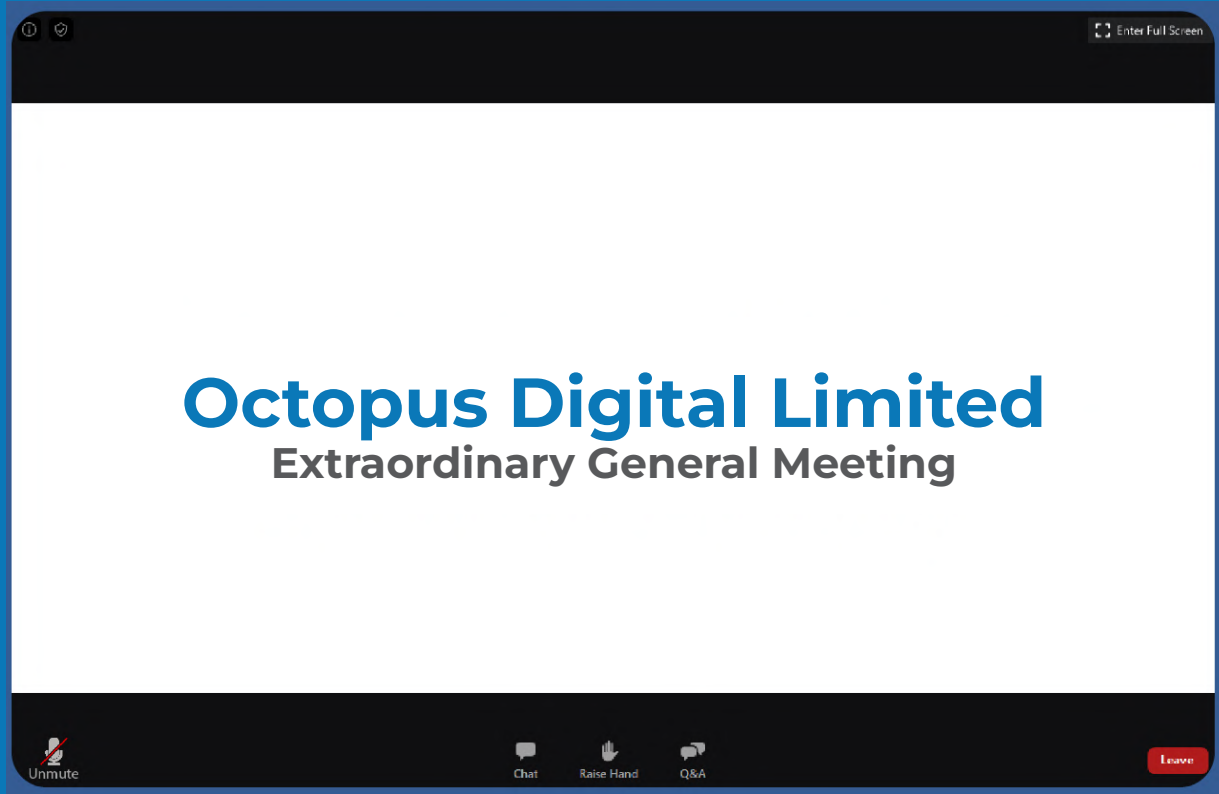 Enter Full Screen
Octopus Digital Limited
Extraordinary General Meeting
Unmute
Chat
Raise Hand
Q&A
Leave